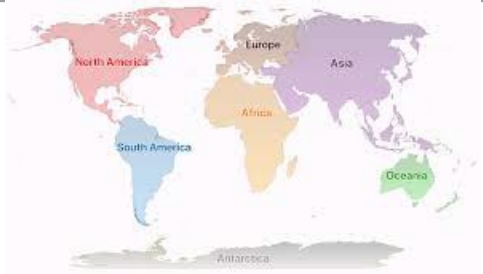 Europe
North America
Asia
Africa
South America
Oceania
Antarctica